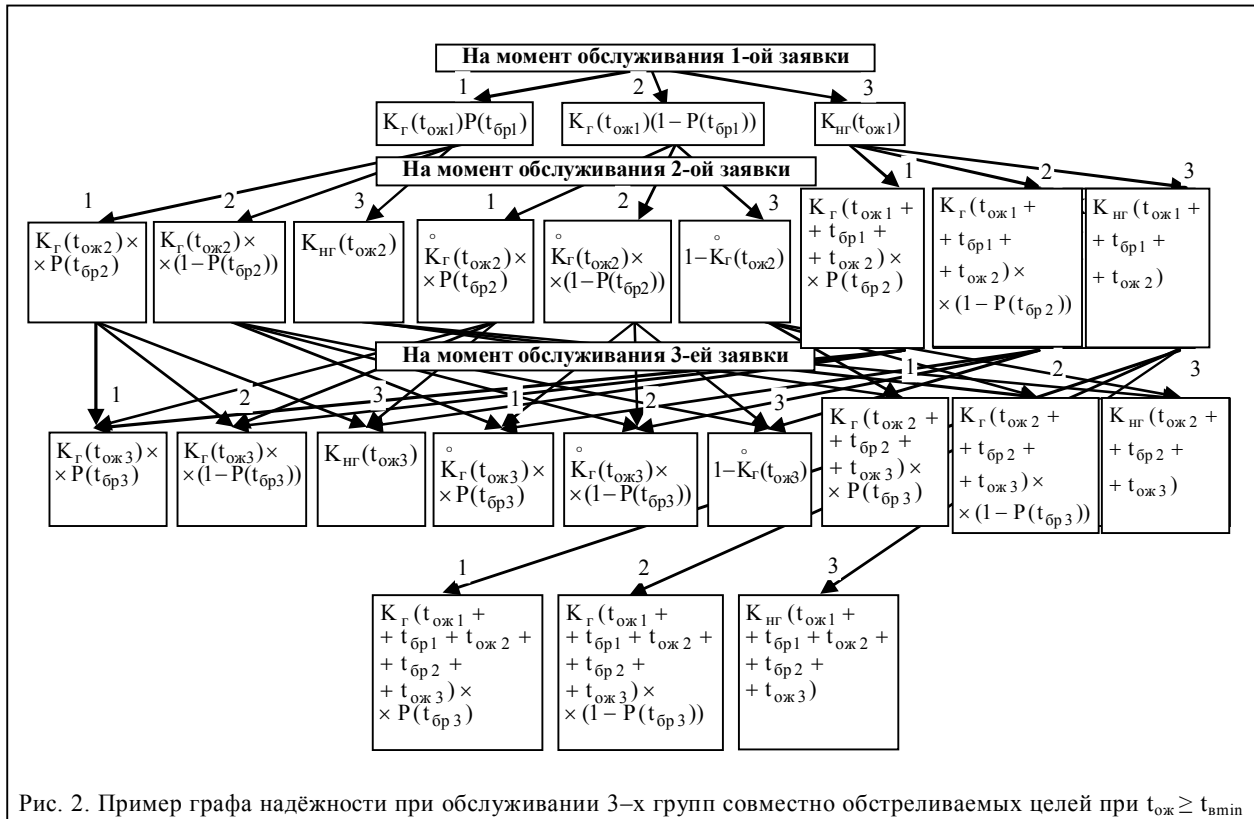 На момент обслуживания 1-ой заявки
1 2 3
Kг(tож1)P(tбр1)
Kг(tож1)(1−P(tбр1))
Kнг(tож1)
На момент обслуживания 2-ой заявки
1 2 3 1 2 3 1 2 3
Kг(tож2)×
×P(tбр2)
Kг(tож2)×
×(1−P(tбр2))
Kнг(tож2)
K̊г(tож2)×
×P(tбр2)
K̊г(tож2)×
×(1−P(tбр2))
1−K̊г(tож2)
Kг(tож1+
+tбр1+
+tож2)×
×P(tбр2)
Kг(tож1+
+tбр1+
+tож2)×
×(1−P(tбр2))
Kнг(tож1+
+tбр1+
+tож2)
На момент обслуживания 3-ей заявки
1 2 3 1 2 3 1 2 3
Kг(tож3)×
×P(tбр3)
Kг(tож3)×
×(1−P(tбр3))
Kнг(tож3)
K̊г(tож3)×
×P(tбр3)
K̊г(tож3)×
×(1−P(tбр3))
1−K̊г(tож3)
Kг(tож2+
+tбр2+
+tож3)×
×P(tбр3)
Kг(tож2+
+tбр2+
+tож3)×
×(1−P(tбр3))
Kнг(tож2+
+tбр2+
+tож3)
1 2 3
Kг(tож1+
+tбр1+tож2+
+tбр2+
+tож3)×
×P(tбр3)
Kг(tож1+
+tбр1+tож2+
+tбр2+
+tож3)×
×(1−P(tбр3))
Kнг(tож1+
+tбр1+tож2+
+tбр2+
+tож3)
Рис. 2. Пример графа надёжности при обслуживании 3–х групп совместно обстреливаемых целей при tож ≥ tвmin